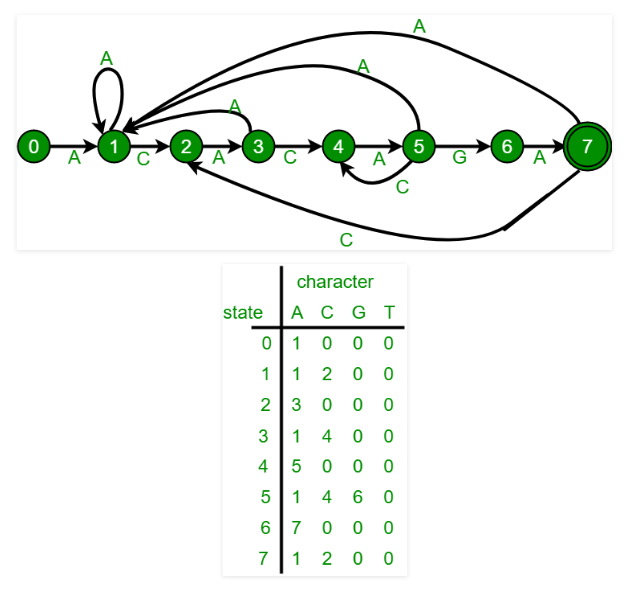 A
A
A
A
0 1 2 3 4 5 6 7
A C A C A G A
C
C
character
state A C G T
0 1 0 0 0
1 1 2 0 0
2 3 0 0 0
3 1 4 0 0
4 5 0 0 0
5 1 4 6 0
6 7 0 0 0
7 1 2 0 0